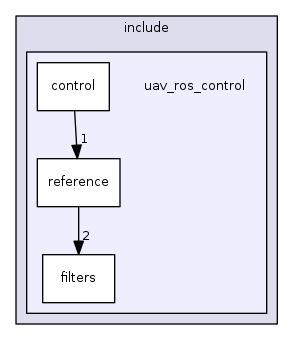 include
control
uav_ros_control
1
reference
2
filters